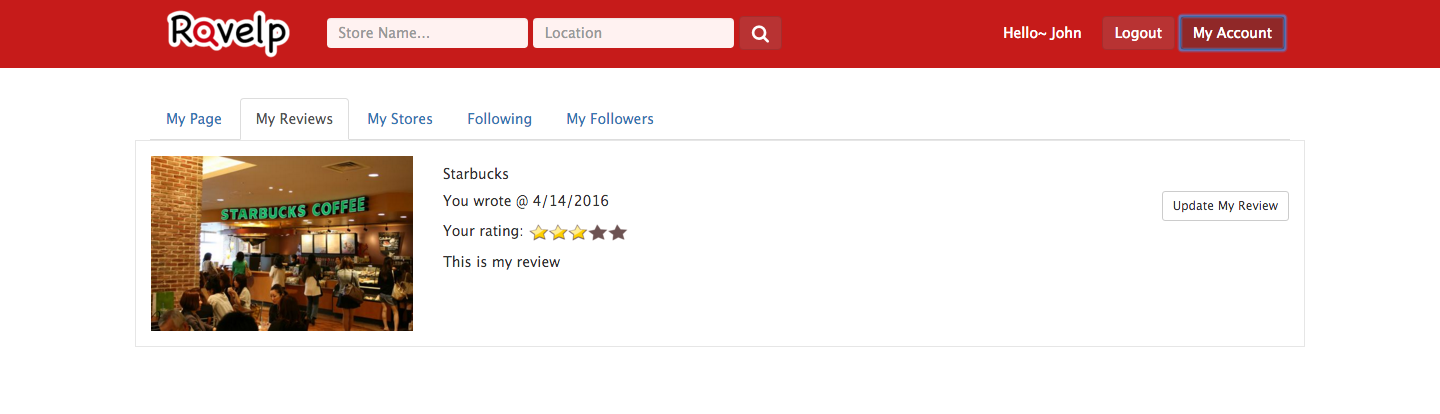 Ravelp
Store Name...
Location
Hello~ John
Logout
My Account
My Page
My Reviews
My Stores
Following
My Followers
STARBUCKS COFFEE
Starbucks
You wrote @ 4/14/2016
Update My Review
Your rating:
This is my review